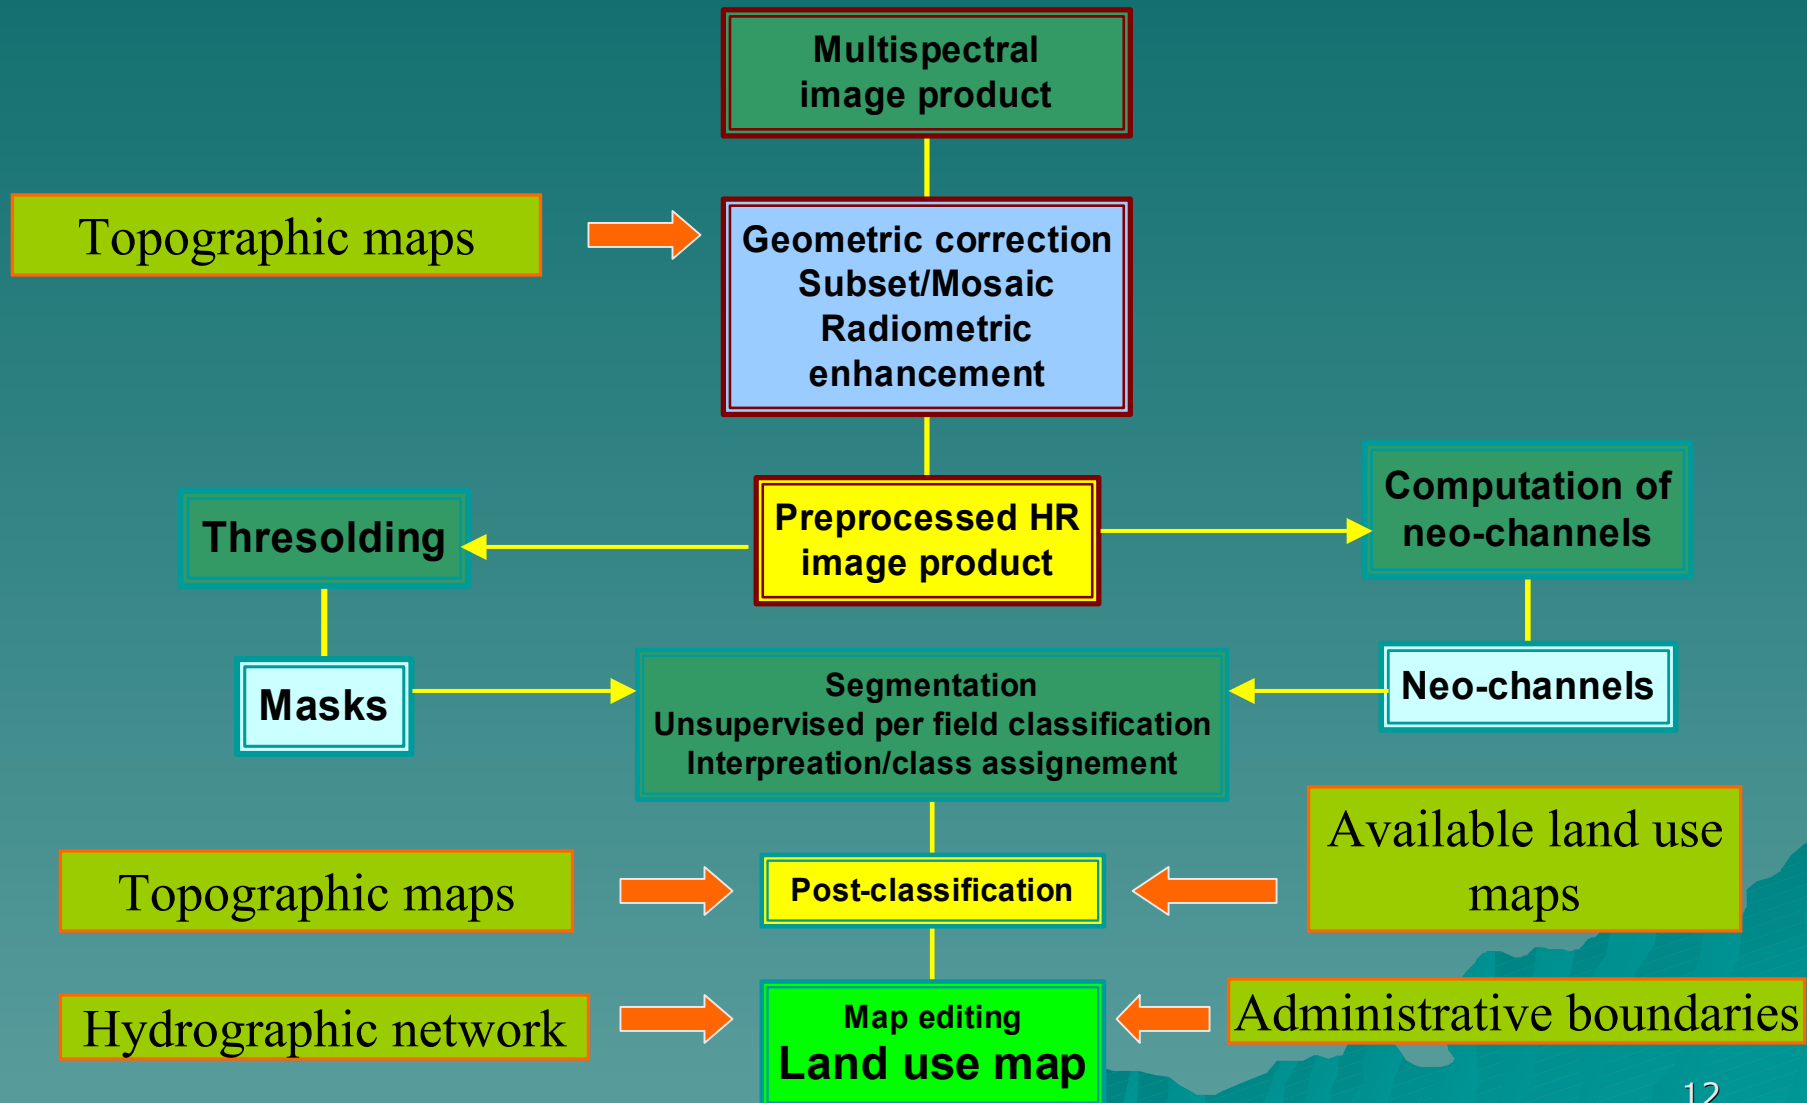 Multispectral
image product
Topographic maps
Geometric correction
Subset/Mosaic
Radiometric
enhancement
Thresolding
Preprocessed HR
image product
Computation of
neo-channels
Masks
Segmentation
Unsupervised per field classification
Interpreation/class assignement
Neo-channels
Topographic maps
Post-classification
Available land use
maps
Hydrographic network
Map editing
Land use map
Administrative boundaries
12